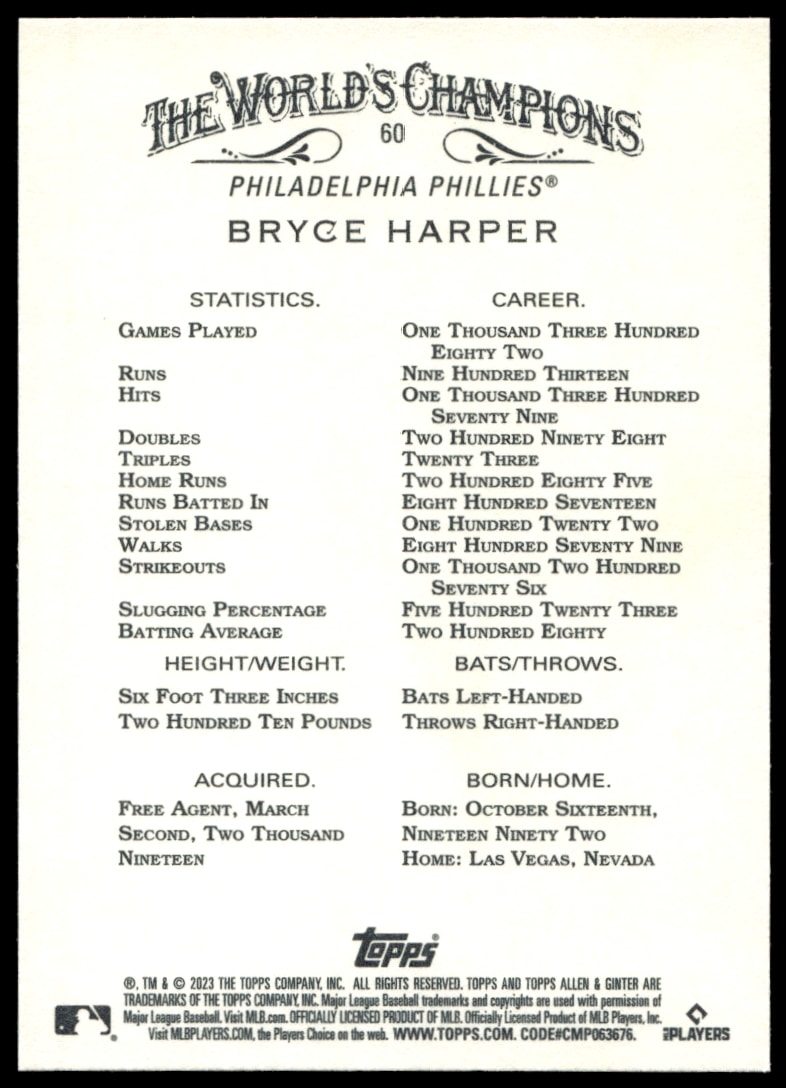 THE WORLD'S CHAMPIONS
60
PHILADELPHIA PHILLIES®
BRYCE HARPER
STATISTICS. CAREER.
GAMES PLAYED ONE THOUSAND THREE HUNDRED
EIGHTY TWO
RUNS NINE HUNDRED THIRTEEN
HITS ONE THOUSAND THREE HUNDRED
SEVENTY NINE
DOUBLES TWO HUNDRED NINETY EIGHT
TRIPLES TWENTY THREE
HOME RUNS TWO HUNDRED EIGHTY FIVE
RUNS BATTED IN EIGHT HUNDRED SEVENTEEN
STOLEN BASES ONE HUNDRED TWENTY TWO
WALKS EIGHT HUNDRED SEVENTY NINE
STRIKEOUTS ONE THOUSAND TWO HUNDRED
SEVENTY SIX
SLUGGING PERCENTAGE FIVE HUNDRED TWENTY THREE
BATTING AVERAGE TWO HUNDRED EIGHTY
HEIGHT/WEIGHT. BATS/THROWS.
SIX FOOT THREE INCHES BATS LEFT-HANDED
TWO HUNDRED TEN POUNDS THROWS RIGHT-HANDED
ACQUIRED. BORN/HOME.
FREE AGENT, MARCH BORN: OCTOBER SIXTEENTH,
SECOND, TWO THOUSAND NINETEEN NINETY TWO
NINETEEN HOME: LAS VEGAS, NEVADA
topps®
®, TM & © 2023 THE TOPPS COMPANY, INC. ALL RIGHTS RESERVED. TOPPS AND TOPPS ALLEN & GINTER ARE
TRADEMARKS OF THE TOPPS COMPANY, INC. Major League Baseball trademarks and copyrights are used with permission of
Major League Baseball. Visit MLB.com. OFFICIALLY LICENSED PRODUCT OF MLB. Officially Licensed Product of MLB Players, Inc.
Visit MLBPLAYERS.COM, the Players Choice on the web. WWW.TOPPS.COM. CODE#CMP063676.
MLB PLAYERS